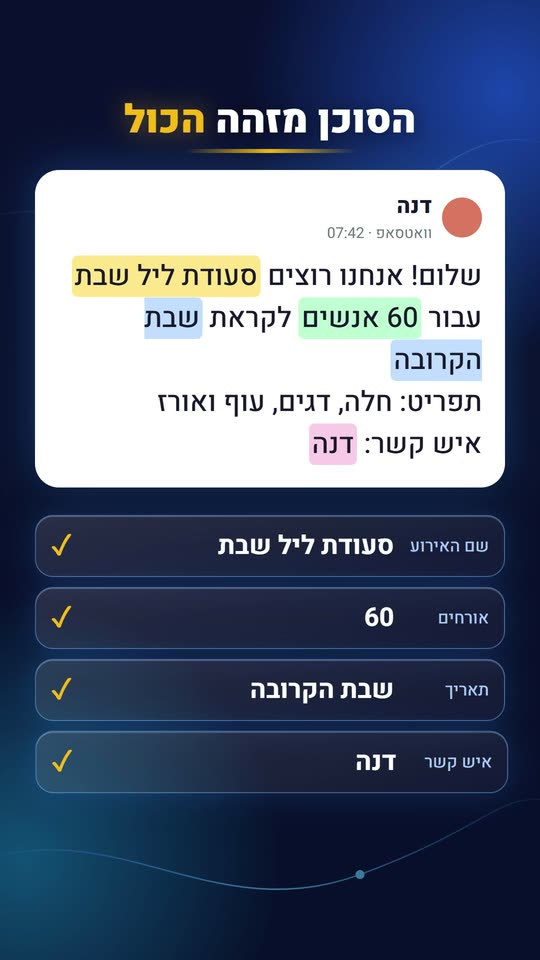 הסוכן מזהה הכול
דנה
וואטסאפ · 07:42
שלום! אנחנו רוצים סעודת ליל שבת
עבור 60 אנשים לקראת שבת
הקרובה
תפריט: חלה, דגים, עוף ואורז
איש קשר: דנה
שם האירוע סעודת ליל שבת
אורחים 60
תאריך שבת הקרובה
איש קשר דנה